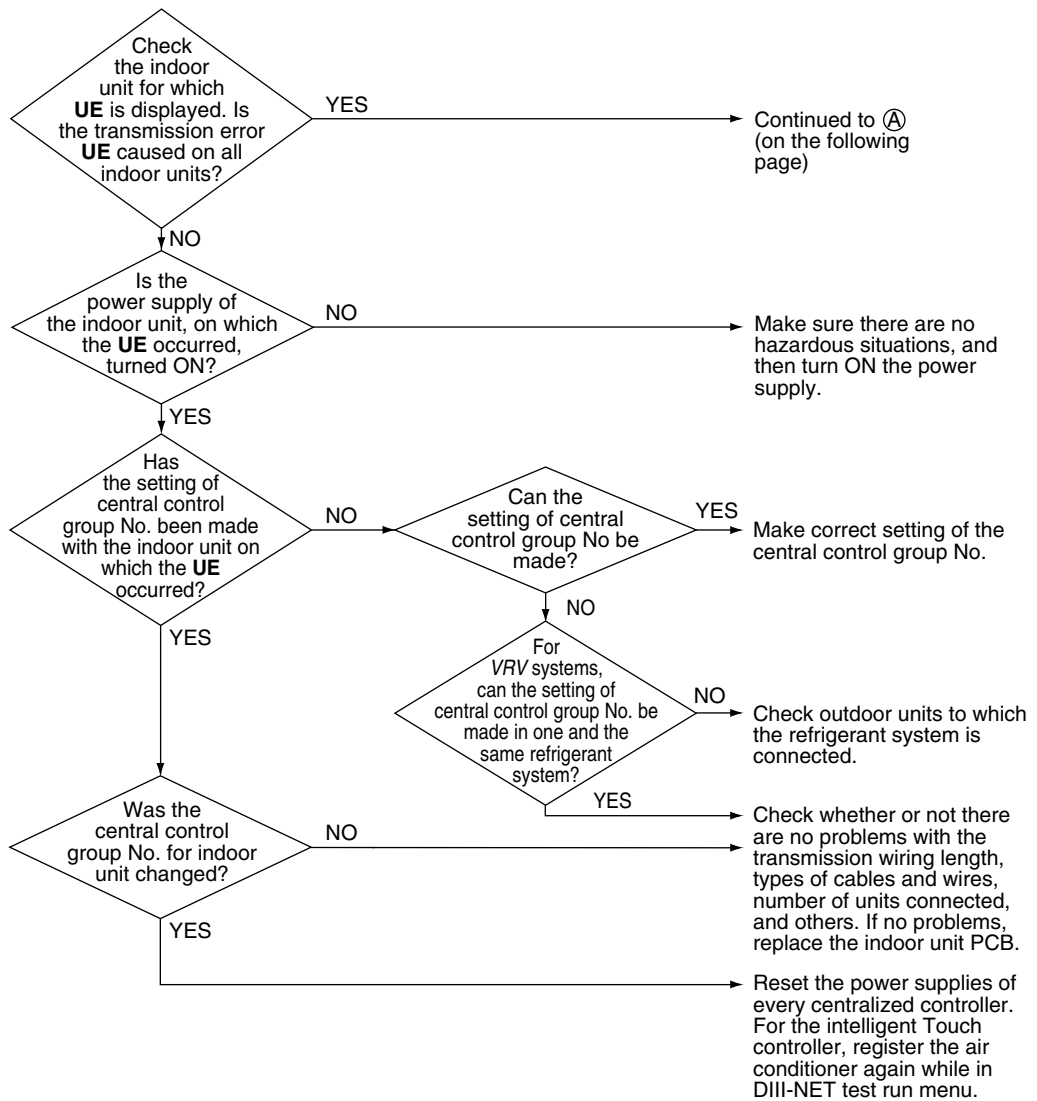 Check
the indoor
unit for which
UE is displayed. Is
the transmission error
UE caused on all
indoor units?
YES
Continued to Ⓐ
(on the following
page)
NO
Is the
power supply of
the indoor unit, on which
the UE occurred,
turned ON?
NO
Make sure there are no
hazardous situations, and
then turn ON the power
supply.
YES
Has
the setting of
central control
group No. been made
with the indoor unit on
which the UE
occurred?
NO
Can the
setting of central
control group No be
made?
YES
Make correct setting of the
central control group No.
NO
For
VRV systems,
can the setting of
central control group No. be
made in one and the
same refrigerant
system?
NO
Check outdoor units to which
the refrigerant system is
connected.
YES
YES
Was the
central control
group No. for indoor
unit changed?
NO
Check whether or not there
are no problems with the
transmission wiring length,
types of cables and wires,
number of units connected,
and others. If no problems,
replace the indoor unit PCB.
YES
Reset the power supplies of
every centralized controller.
For the intelligent Touch
controller, register the air
conditioner again while in
DIII-NET test run menu.